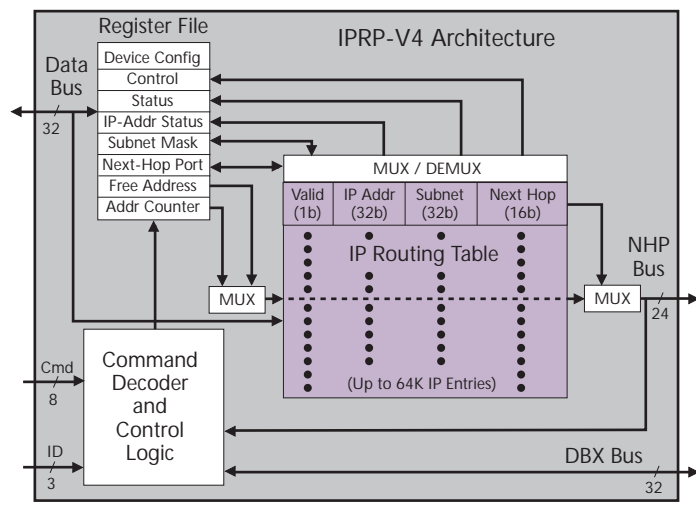 Register File
IPRP-V4 Architecture
Data
Bus
32
Device Config
Control
Status
IP-Addr Status
Subnet Mask
Next-Hop Port
Free Address
Addr Counter
MUX / DEMUX
Valid
(1b)
IP Addr
(32b)
Subnet
(32b)
Next Hop
(16b)
IP Routing Table
(Up to 64K IP Entries)
MUX
MUX
NHP
Bus
24
Command
Decoder
and
Control
Logic
Cmd
8
ID
3
DBX Bus
32